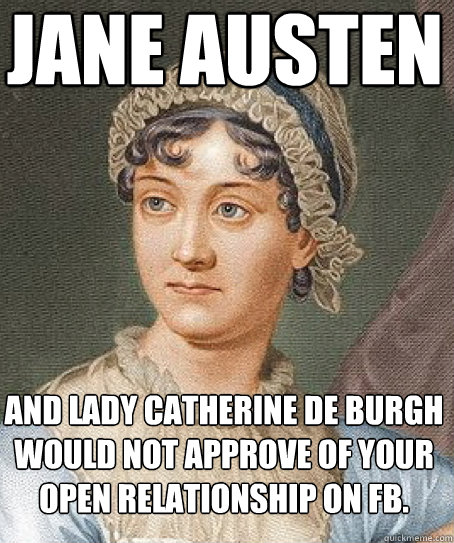 JANE AUSTEN
AND LADY CATHERINE DE BURGH
WOULD NOT APPROVE OF YOUR
OPEN RELATIONSHIP ON FB.
quickmeme.com